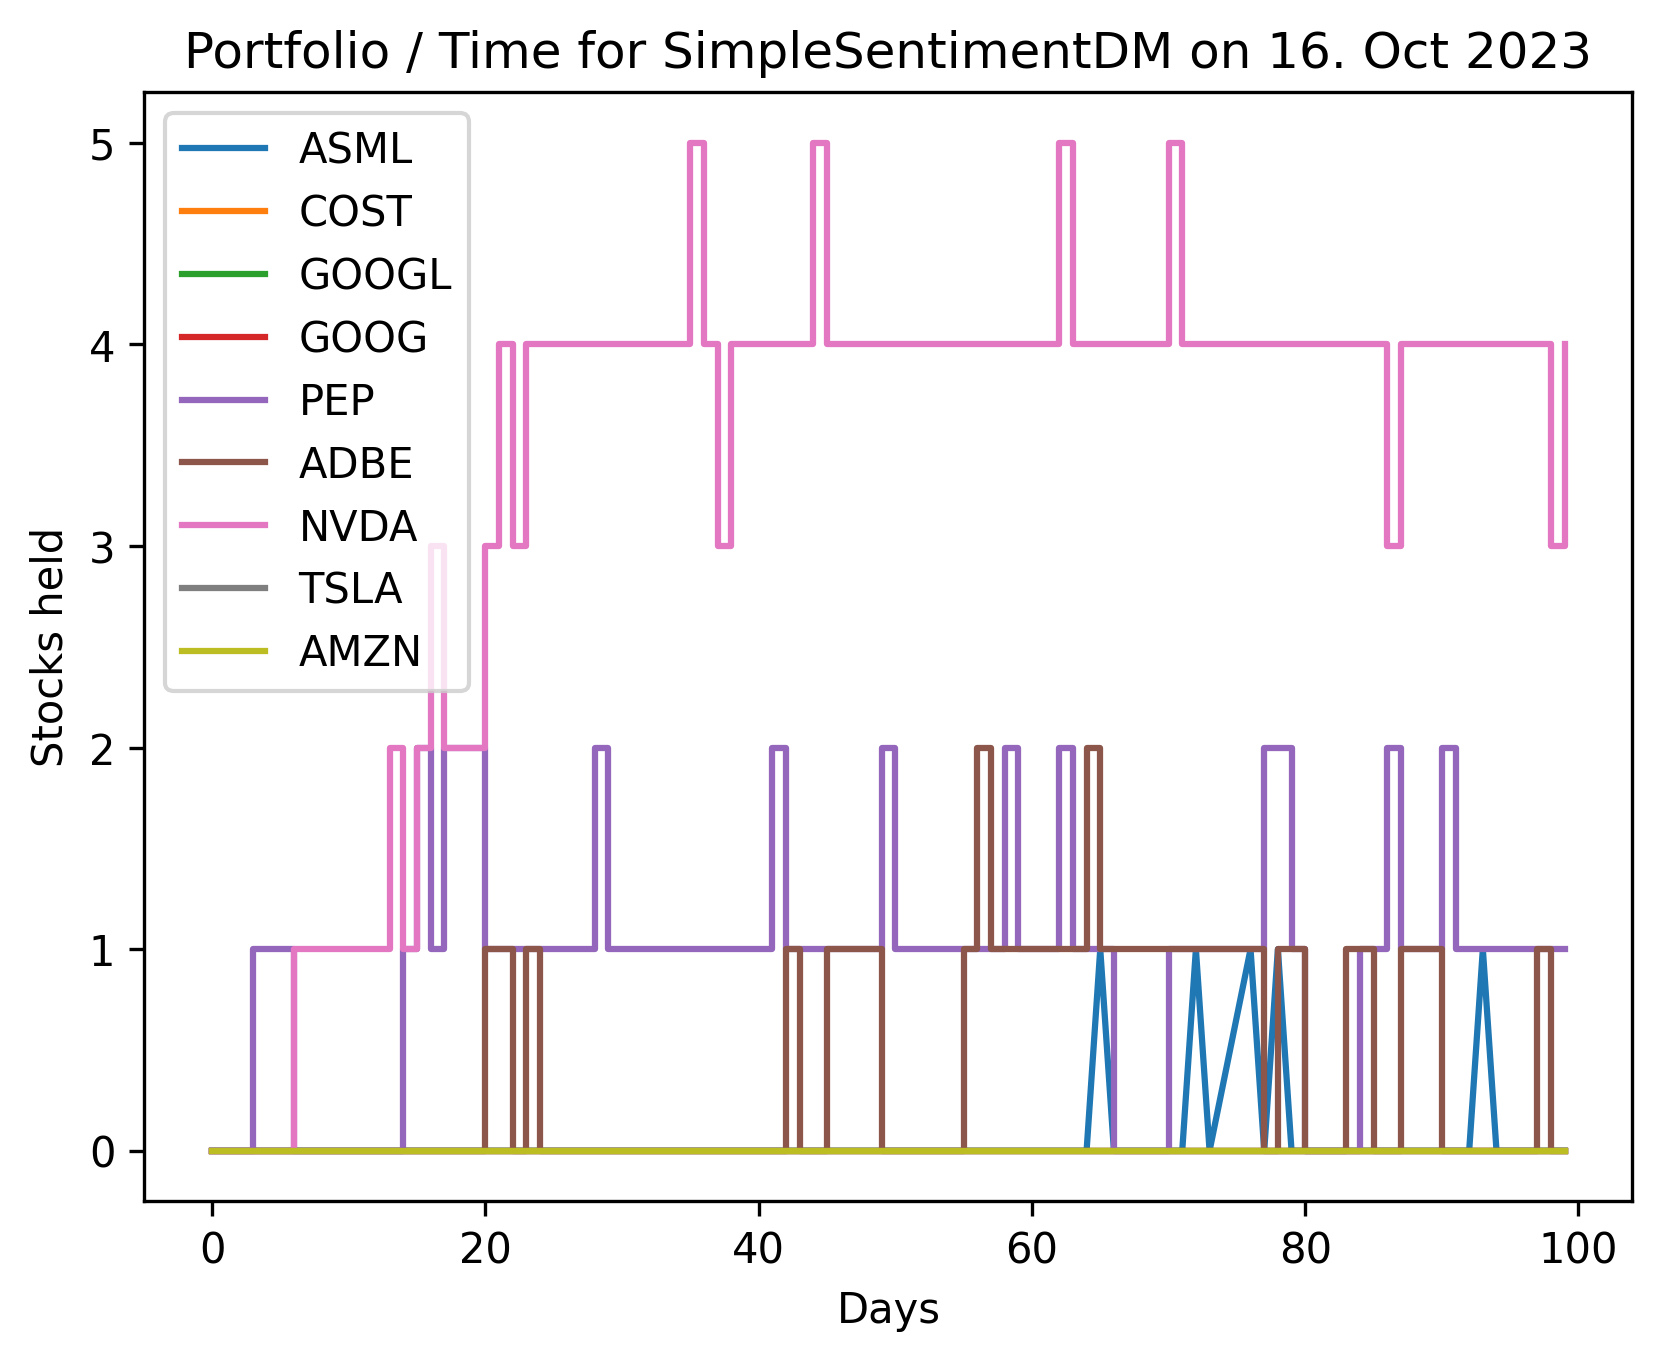 Portfolio / Time for SimpleSentimentDM on 16. Oct 2023
5
4
3
2
1
0
Stocks held
ASML
COST
GOOGL
GOOG
PEP
ADBE
NVDA
TSLA
AMZN
0 20 40 60 80 100
Days